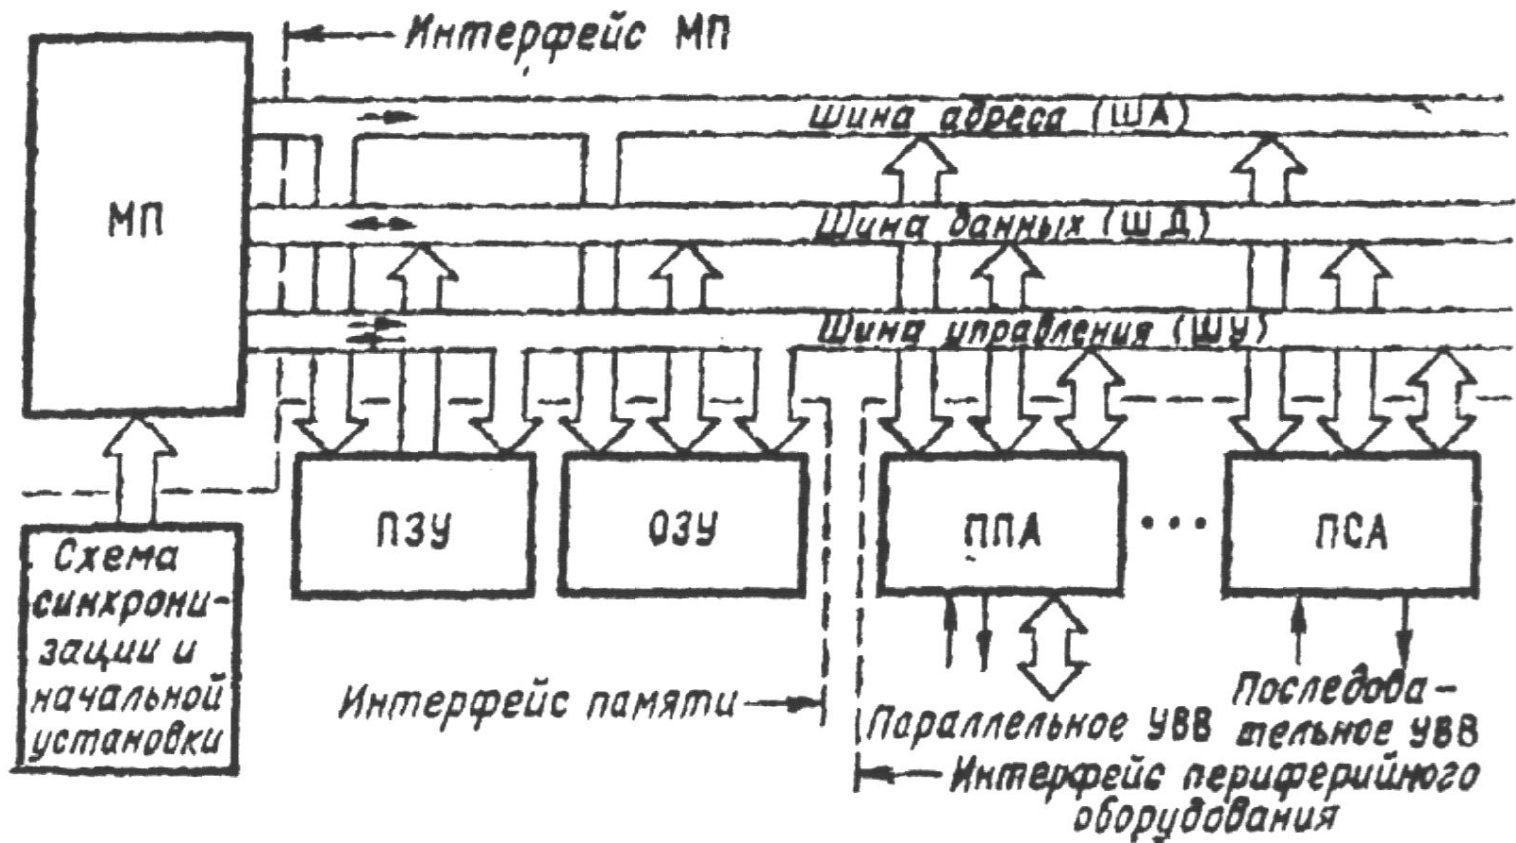 Интерфейс МП
Шина адреса (ША)
МП
Шина данных (ШД)
Шина управления (ШУ)
ПЗУ
ОЗУ
ППА
ПСА
Схема
синхрони-
зации и
начальной
установки
Интерфейс памяти
Параллельное УВВ
Последова-
тельное УВВ
Интерфейс периферийного
оборудования